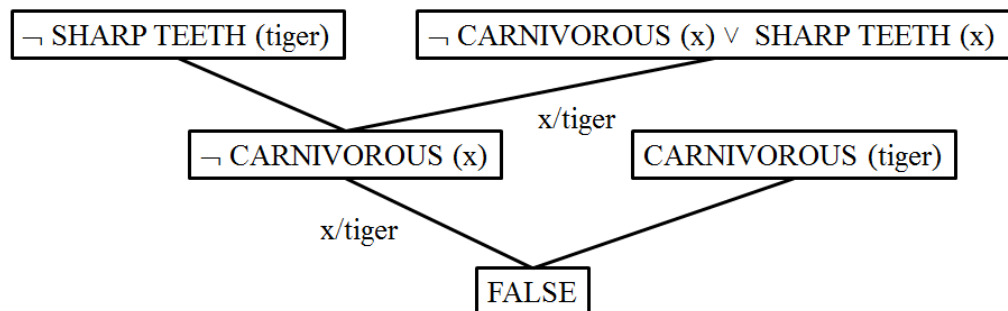 ¬ SHARP TEETH (tiger)
¬ CARNIVOROUS (x) ∨ SHARP TEETH (x)
x/tiger
¬ CARNIVOROUS (x)
CARNIVOROUS (tiger)
x/tiger
FALSE